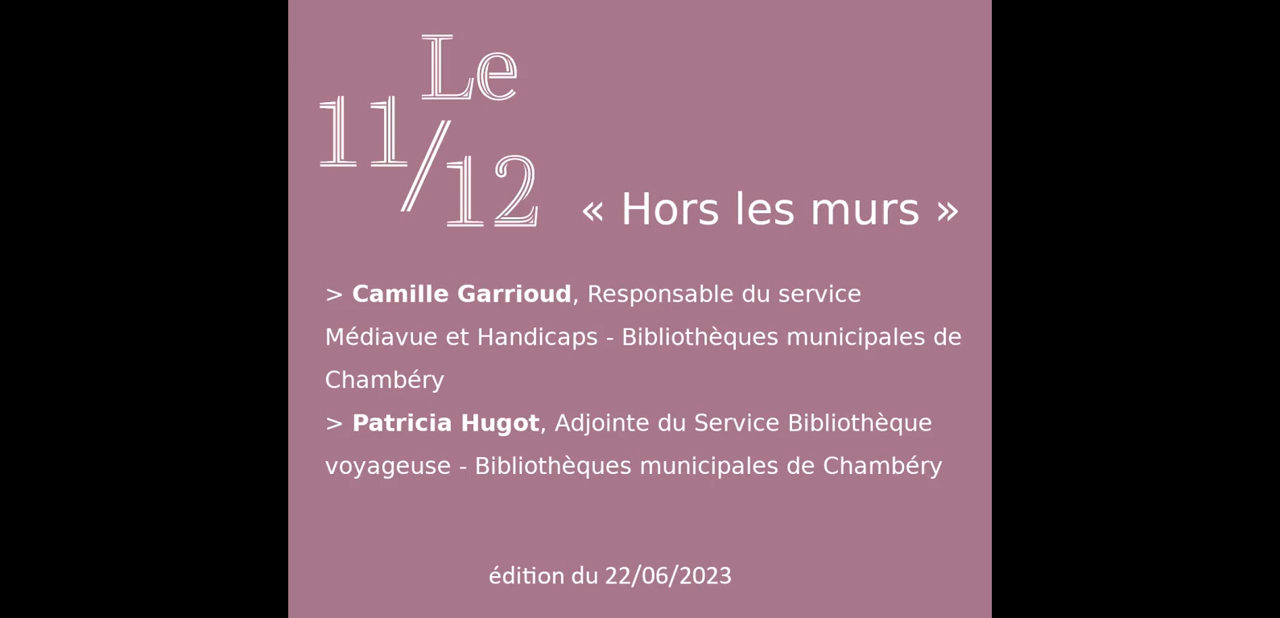 Le
11/12
« Hors les murs »
> Camille Garrioud, Responsable du service
Médiavue et Handicaps - Bibliothèques municipales de
Chambéry
> Patricia Hugot, Adjointe du Service Bibliothèque
voyageuse - Bibliothèques municipales de Chambéry
édition du 22/06/2023